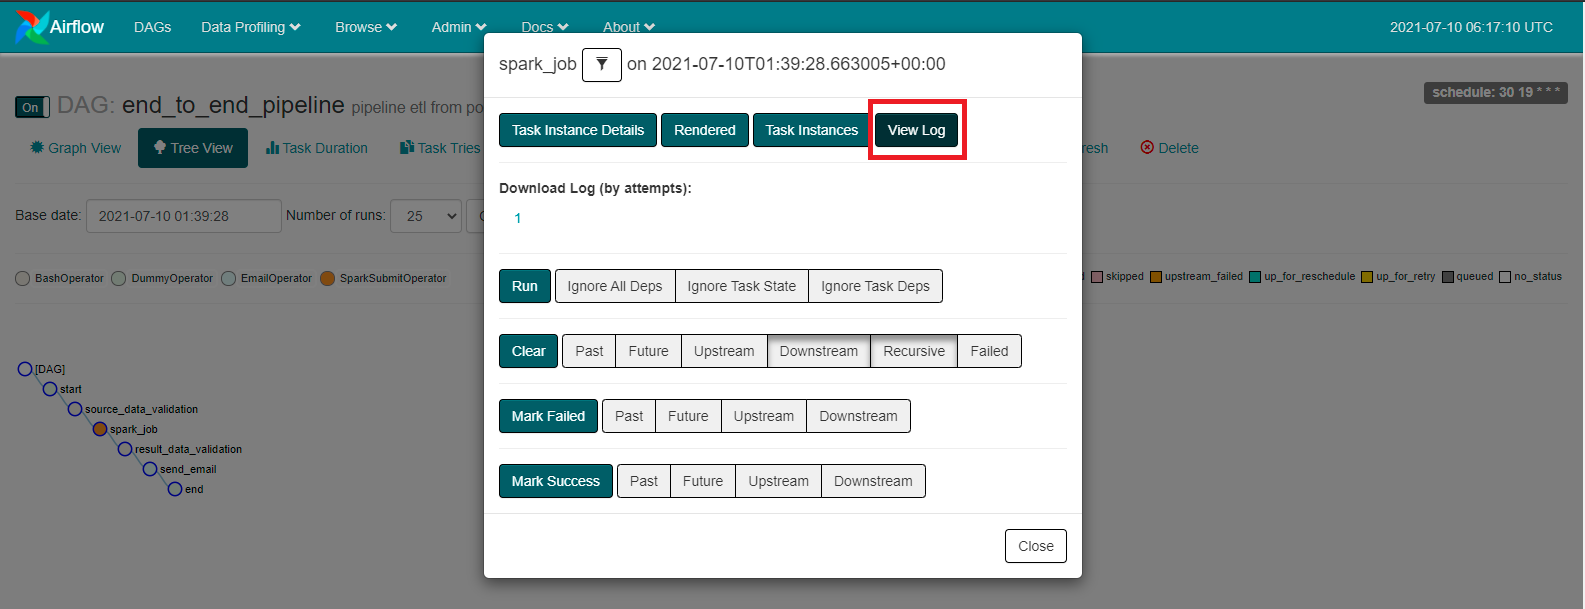 Airflow DAGs Data Profiling Browse Admin Docs About 2021-07-10 06:17:10 UTC
spark_job on 2021-07-10T01:39:28.663005+00:00
On DAG: end_to_end_pipeline pipeline etl from po
schedule: 30 19 * * *
Graph View Tree View Task Duration Task Tries
Task Instance Details Rendered Task Instances View Log
resh Delete
Download Log (by attempts):
1
Base date: 2021-07-10 01:39:28 Number of runs: 25
BashOperator DummyOperator EmailOperator SparkSubmitOperator
skipped upstream_failed up_for_reschedule up_for_retry queued no_status
Run Ignore All Deps Ignore Task State Ignore Task Deps
Clear Past Future Upstream Downstream Recursive Failed
Mark Failed Past Future Upstream Downstream
Mark Success Past Future Upstream Downstream
Close
[DAG]
start
source_data_validation
spark_job
result_data_validation
send_email
end